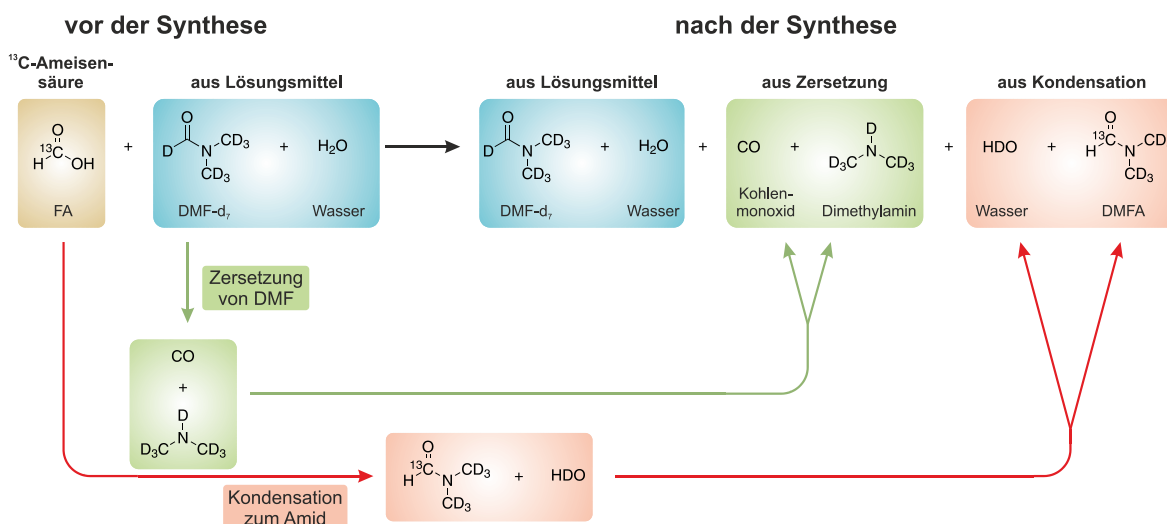 vor der Synthese
nach der Synthese
¹³C-Ameisen-
säure
aus Lösungsmittel
aus Lösungsmittel
aus Zersetzung
aus Kondensation
O
¹³C
H
OH
FA
+
O
D
N
CD₃
CD₃
DMF-d₇
+
H₂O
Wasser
O
D
N
CD₃
CD₃
DMF-d₇
+
H₂O
Wasser
+
CO
Kohlen-
monoxid
+
D
N
D₃C
CD₃
Dimethylamin
+
HDO
Wasser
+
O
¹³C
H
N
CD
CD₃
DMFA
Zersetzung
von DMF
CO
+
D
N
D₃C
CD₃
Kondensation
zum Amid
O
¹³C
H
N
CD₃
CD₃
+
HDO